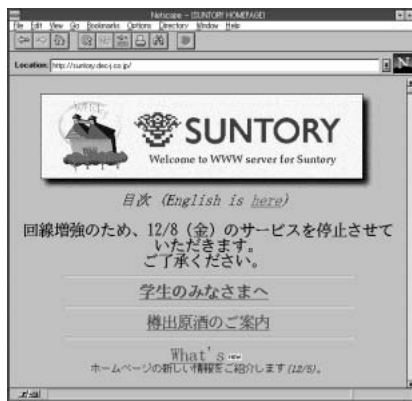 Netscape - [SUNTORY HOMEPAGE]
File Edit View Go Bookmarks Options Directory Window Help
Location: http://suntory.dec-j.co.jp/
N
SUNTORY
Welcome to WWW server for Suntory
目次 (English is here)
回線増強のため、12/8（金）のサービスを停止させて
いただきます。
ご了承ください。
学生のみなさまへ
樽出原酒のご案内
What's NEW
ホームページの新しい情報をご紹介します(12/5)。